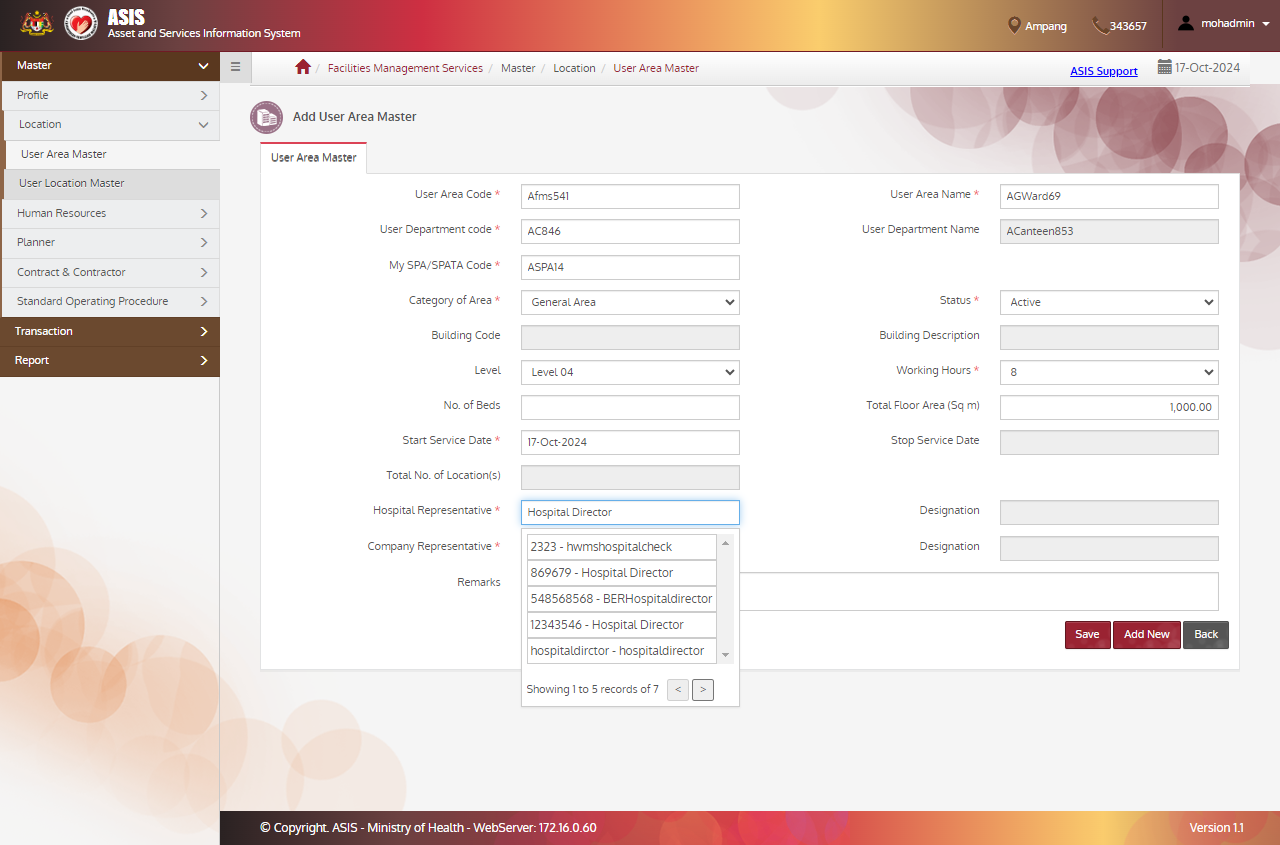 ASIS
Asset and Services Information System
Ampang
343657
mohadmin
Master
Profile
Location
User Area Master
User Location Master
Human Resources
Planner
Contract & Contractor
Standard Operating Procedure
Transaction
Report
/ Facilities Management Services / Master / Location / User Area Master
ASIS Support
17-Oct-2024
Add User Area Master
User Area Master
User Area Code * Afms541 User Area Name * AGWard69
User Department code * AC846 User Department Name ACanteen853
My SPA/SPATA Code * ASPA14
Category of Area * General Area Status * Active
Building Code Building Description
Level Level 04 Working Hours * 8
No. of Beds Total Floor Area (Sq m) 1,000.00
Start Service Date * 17-Oct-2024 Stop Service Date
Total No. of Location(s)
Hospital Representative * Hospital Director Designation
Company Representative * Designation
Remarks
2323 - hwmshospitalcheck
869679 - Hospital Director
548568568 - BERHospitaldirector
12343546 - Hospital Director
hospitaldirctor - hospitaldirector
Showing 1 to 5 records of 7 < >
Save Add New Back
© Copyright. ASIS - Ministry of Health - WebServer: 172.16.0.60
Version 1.1